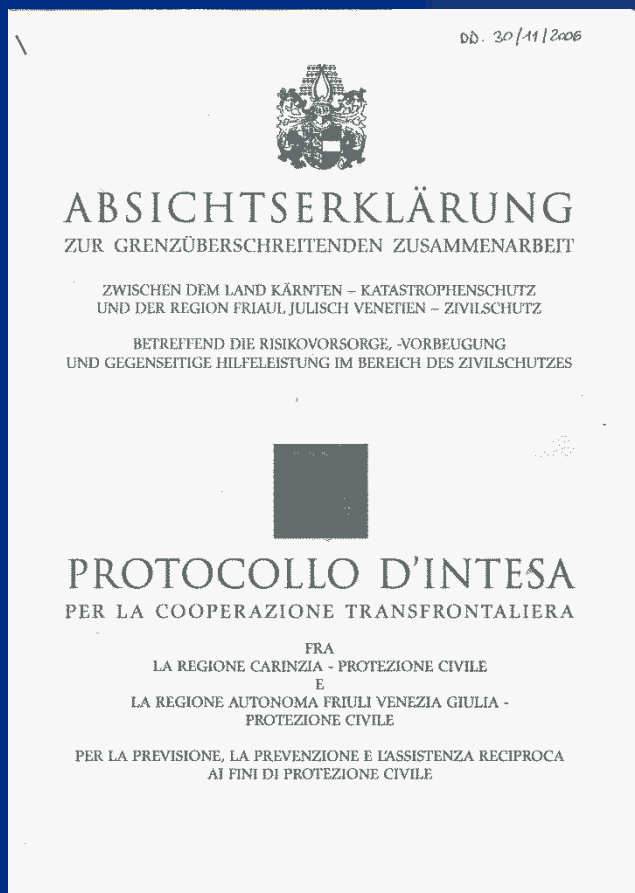 DD. 30/11/2006
ABSICHTSERKLÄRUNG
ZUR GRENZÜBERSCHREITENDEN ZUSAMMENARBEIT
ZWISCHEN DEM LAND KÄRNTEN – KATASTROPHENSCHUTZ
UND DER REGION FRIAUL JULISCH VENETIEN – ZIVILSCHUTZ
BETREFFEND DIE RISIKOVORSORGE, -VORBEUGUNG
UND GEGENSEITIGE HILFELEISTUNG IM BEREICH DES ZIVILSCHUTZES
PROTOCOLLO D'INTESA
PER LA COOPERAZIONE TRANSFRONTALIERA
FRA
LA REGIONE CARINZIA - PROTEZIONE CIVILE
E
LA REGIONE AUTONOMA FRIULI VENEZIA GIULIA -
PROTEZIONE CIVILE
PER LA PREVISIONE, LA PREVENZIONE E L'ASSISTENZA RECIPROCA
AI FINI DI PROTEZIONE CIVILE